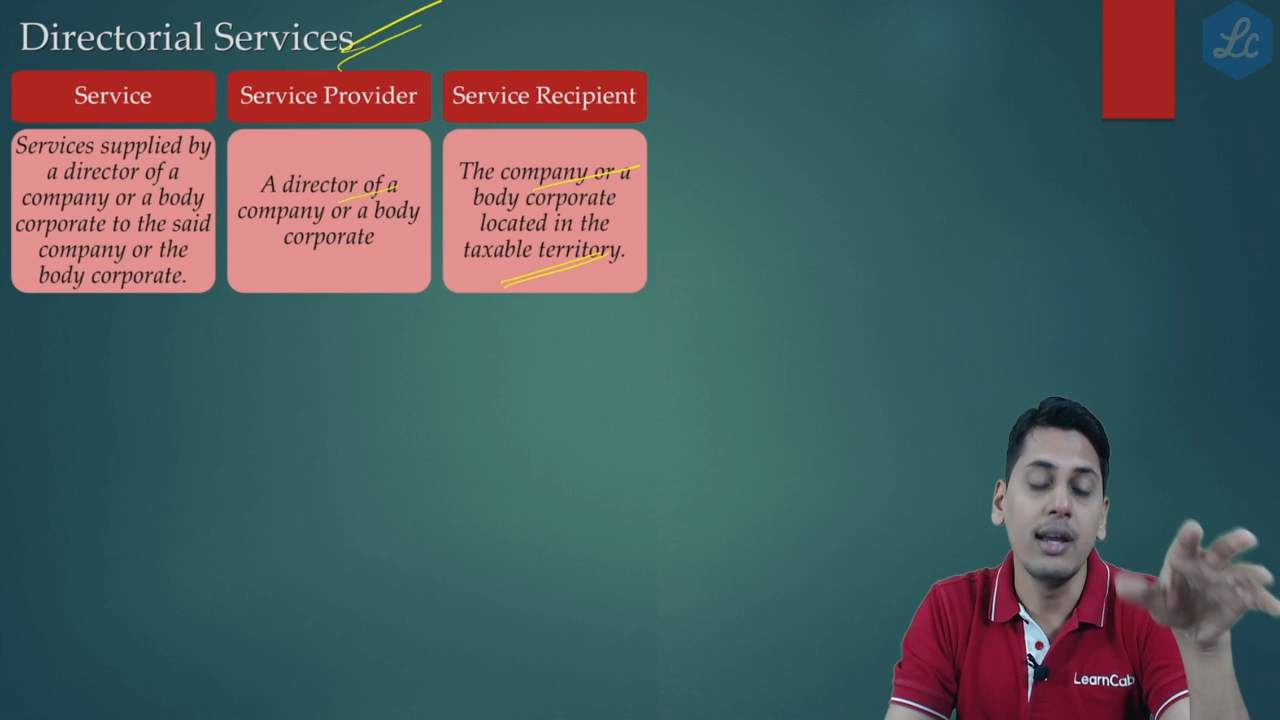 Directorial Services
Service
Service Provider
Service Recipient
Services supplied by
a director of a
company or a body
corporate to the said
company or the
body corporate.
A director of a
company or a body
corporate
The company or a
body corporate
located in the
taxable territory.
Lc
LearnCab